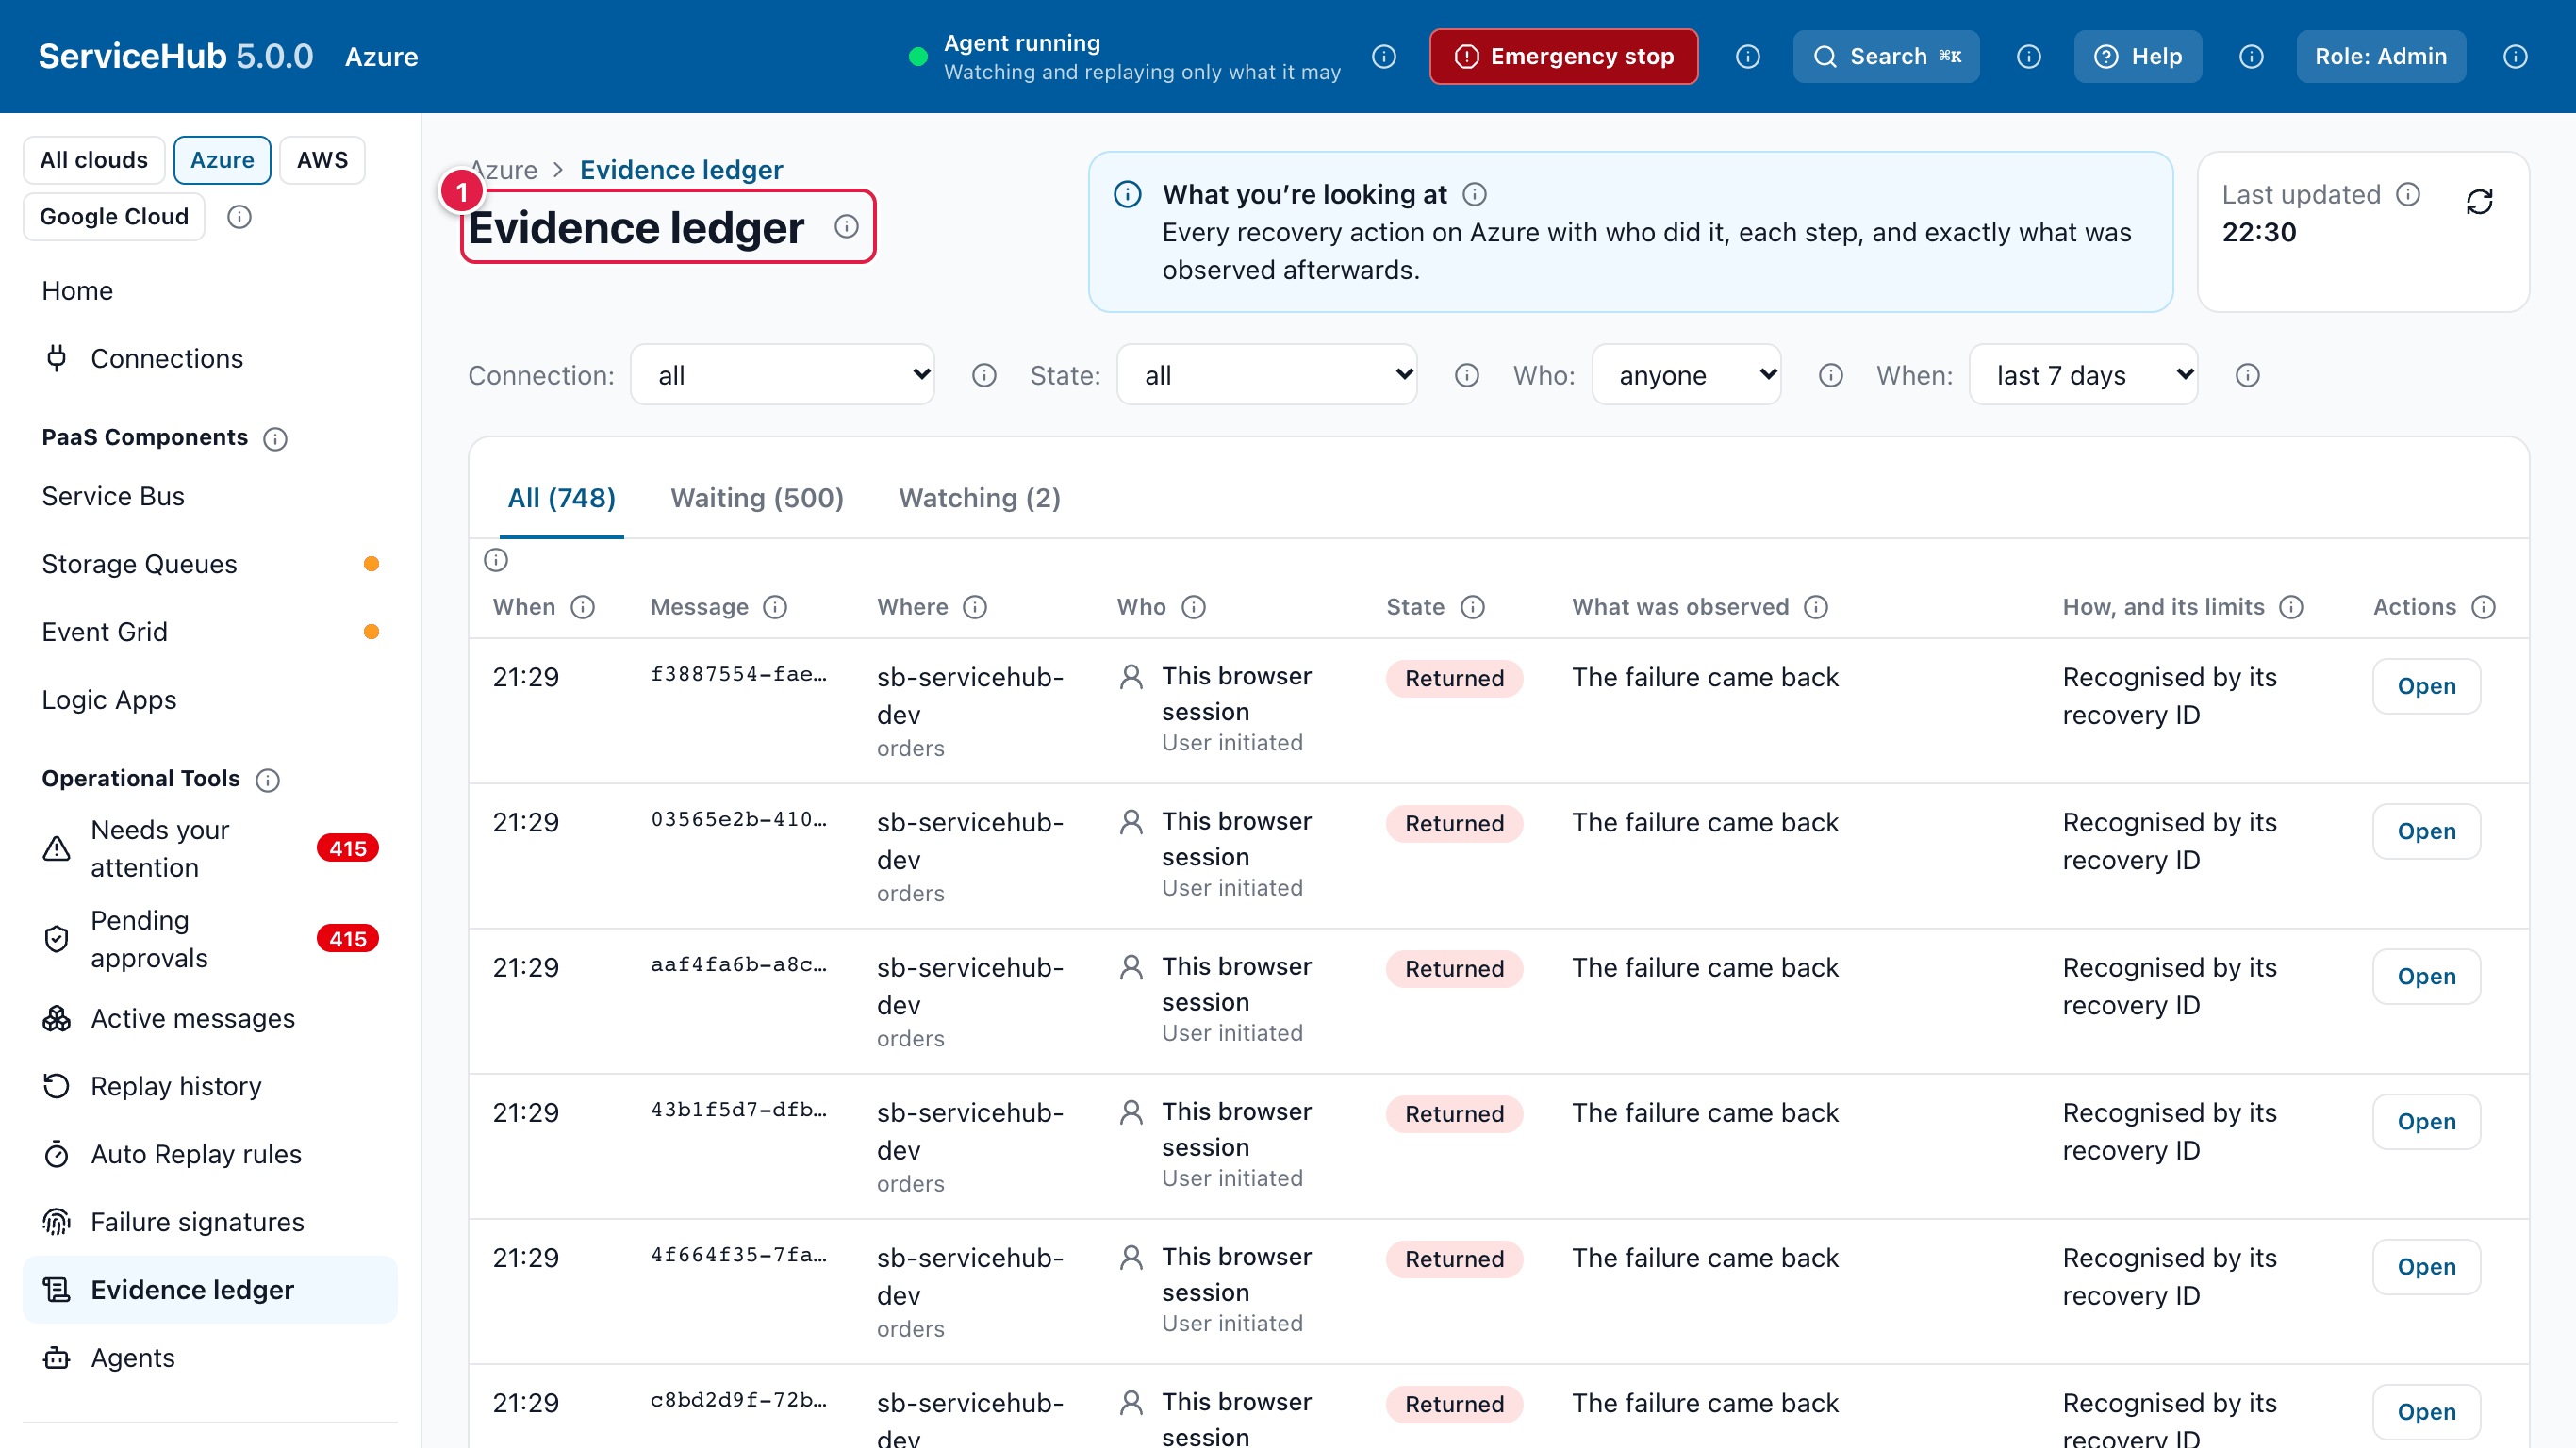 ServiceHub 5.0.0 Azure
Agent running
Watching and replaying only what it may
Emergency stop
Search ⌘K
Help
Role: Admin
All clouds
Azure
AWS
Google Cloud
Home
Connections
PaaS Components
Service Bus
Storage Queues
Event Grid
Logic Apps
Operational Tools
Needs your
attention
415
Pending
approvals
415
Active messages
Replay history
Auto Replay rules
Failure signatures
Evidence ledger
Agents
Azure > Evidence ledger
1
Evidence ledger
What you’re looking at
Every recovery action on Azure with who did it, each step, and exactly what was
observed afterwards.
Last updated
22:30
Connection: all
State: all
Who: anyone
When: last 7 days
All (748)
Waiting (500)
Watching (2)
When Message Where Who State What was observed How, and its limits Actions
21:29 f3887554-fae… sb-servicehub- This browser Returned The failure came back Recognised by its Open
dev session recovery ID
orders User initiated
21:29 03565e2b-410… sb-servicehub- This browser Returned The failure came back Recognised by its Open
dev session recovery ID
orders User initiated
21:29 aaf4fa6b-a8c… sb-servicehub- This browser Returned The failure came back Recognised by its Open
dev session recovery ID
orders User initiated
21:29 43b1f5d7-dfb… sb-servicehub- This browser Returned The failure came back Recognised by its Open
dev session recovery ID
orders User initiated
21:29 4f664f35-7fa… sb-servicehub- This browser Returned The failure came back Recognised by its Open
dev session recovery ID
orders User initiated
21:29 c8bd2d9f-72b… sb-servicehub- This browser Returned The failure came back Recognised by its Open
dev session recovery ID